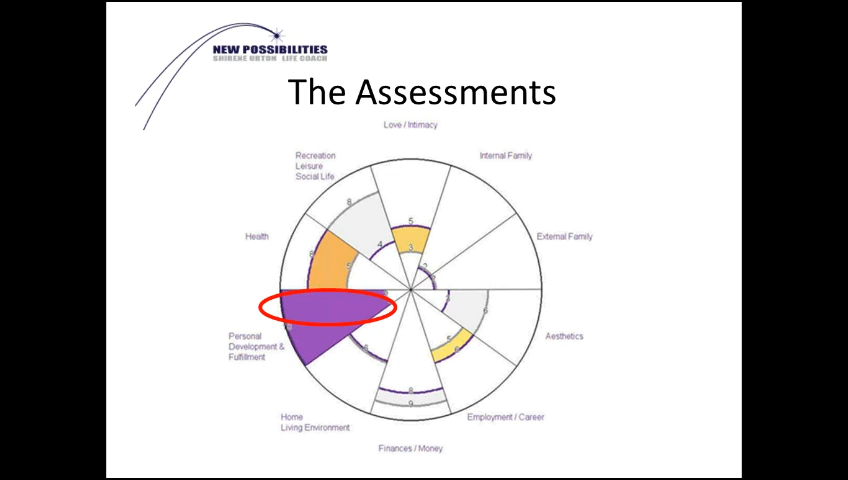 NEW POSSIBILITIES
SHIRENE URTON LIFE COACH
The Assessments
Love / Intimacy
Recreation
Leisure
Social Life
Internal Family
8
5
Health
4
External Family
3
8
5
2
3
6
Personal
Development &
Fulfillment
Aesthetics
5
6
6
8
9
Home
Living Environment
Employment / Career
Finances / Money